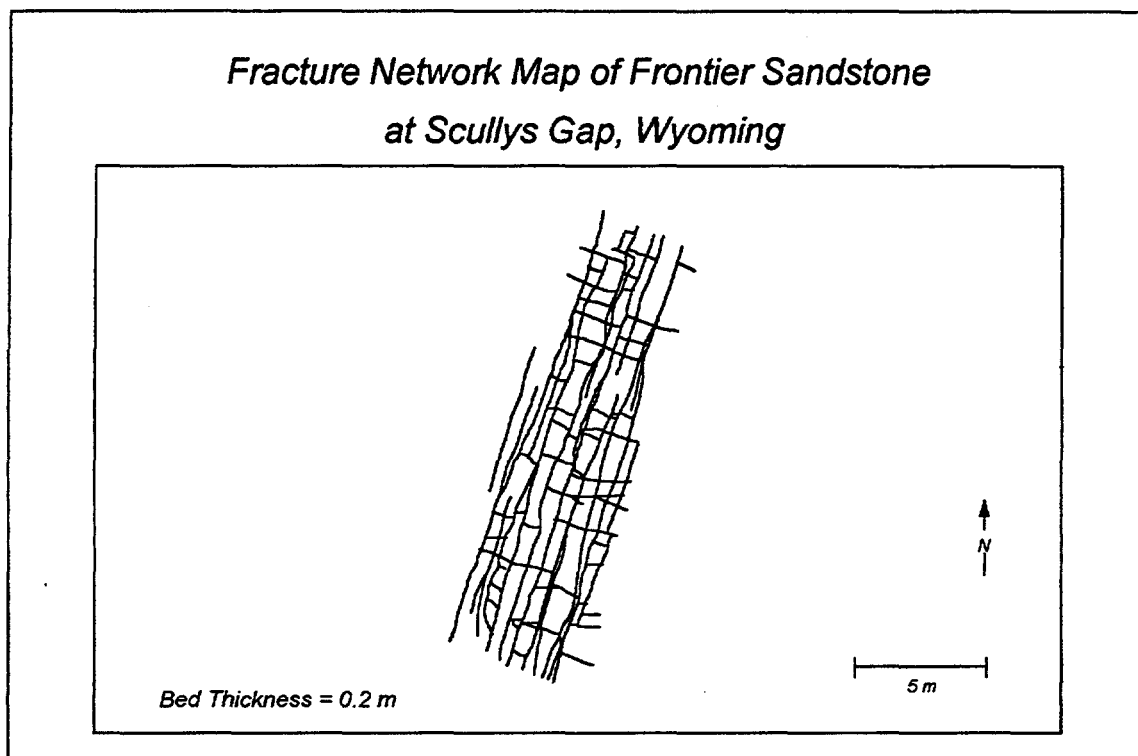 Fracture Network Map of Frontier Sandstone
at Scullys Gap, Wyoming
N
5 m
Bed Thickness = 0.2 m